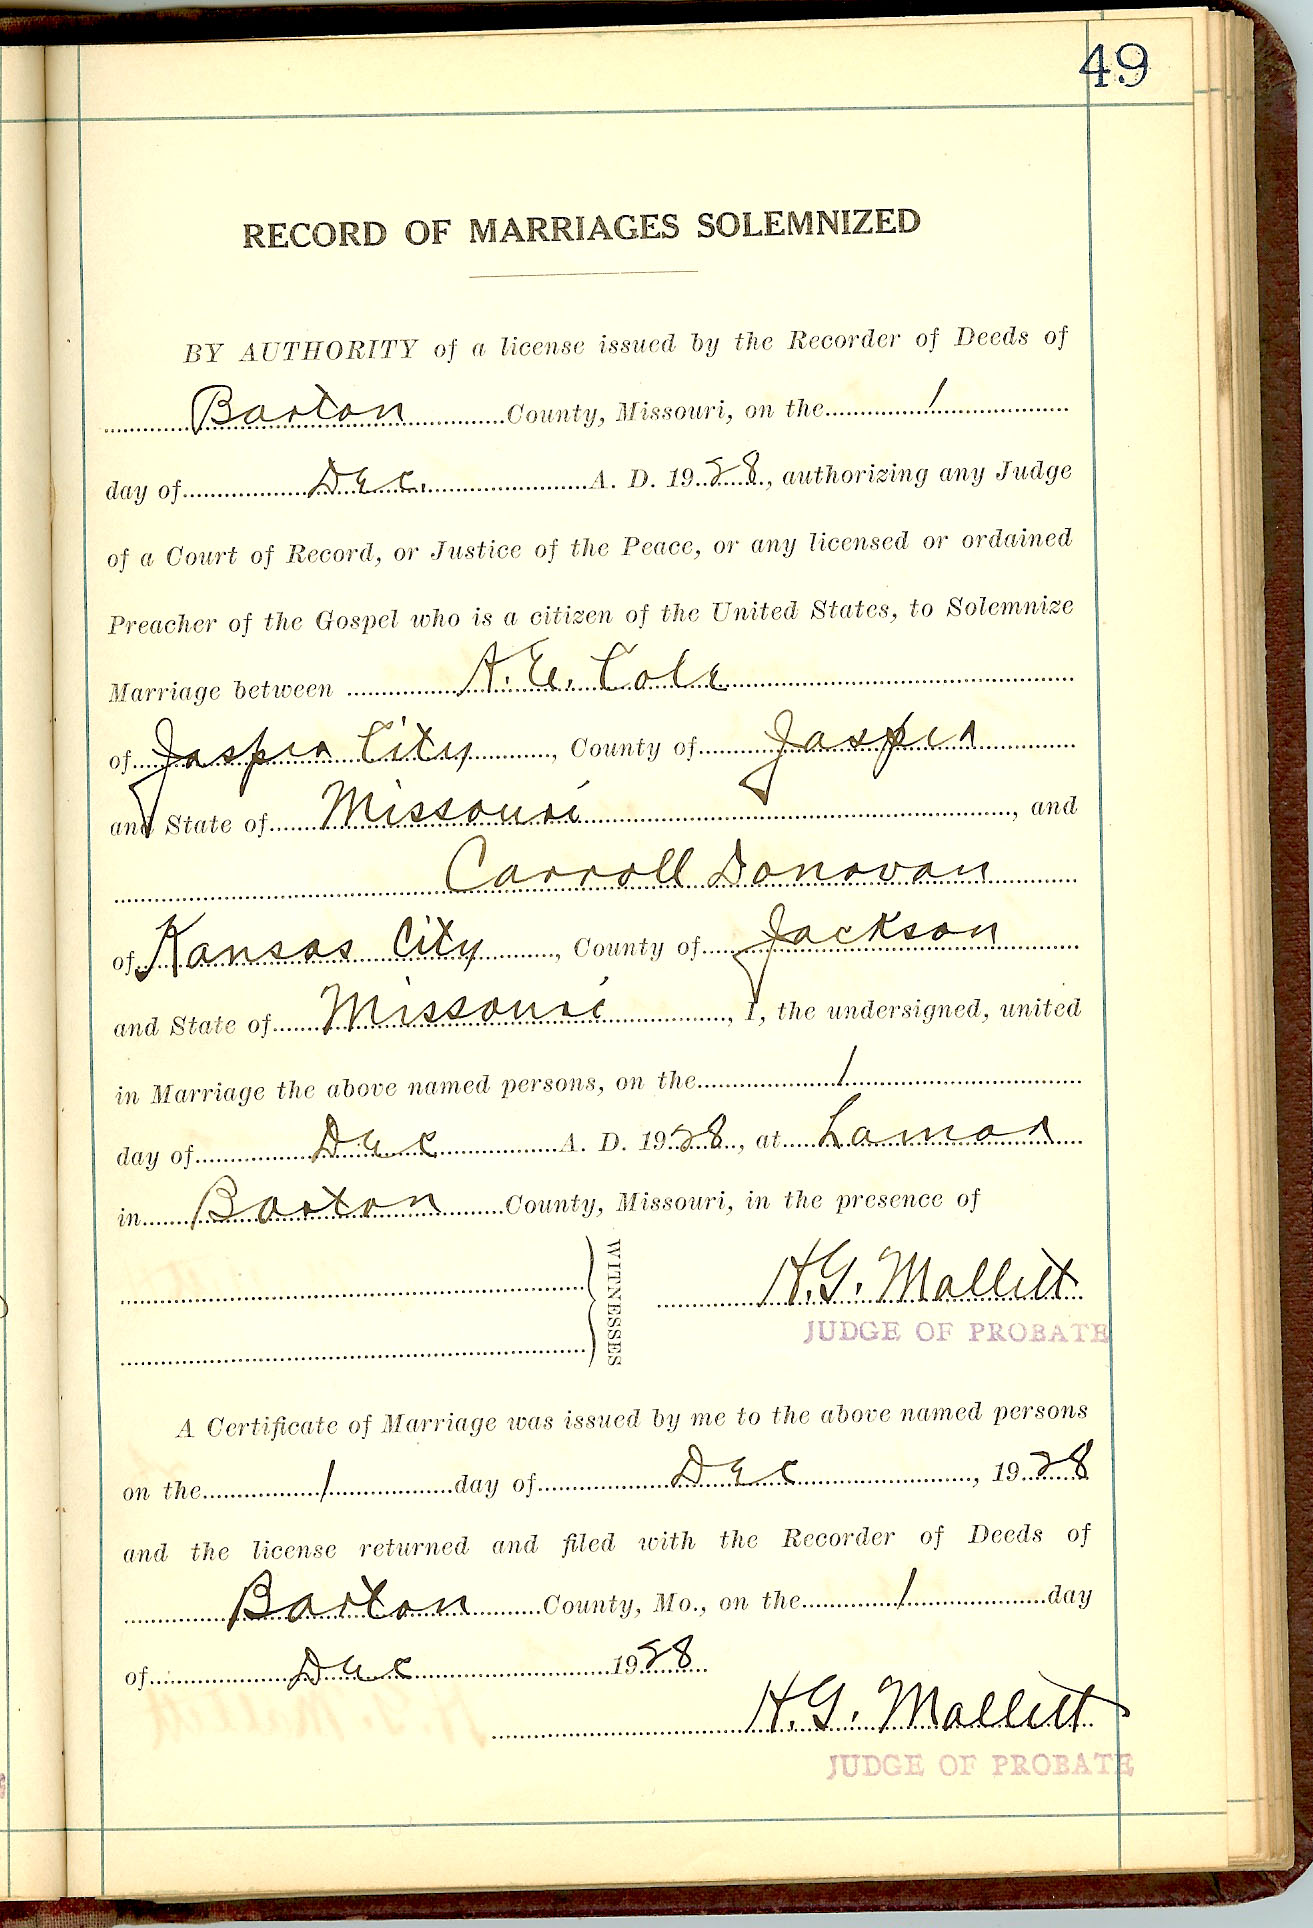 49
RECORD OF MARRIAGES SOLEMNIZED
BY AUTHORITY of a license issued by the Recorder of Deeds of
Barton County, Missouri, on the 1
day of Dec. A. D. 1928, authorizing any Judge
of a Court of Record, or Justice of the Peace, or any licensed or ordained
Preacher of the Gospel who is a citizen of the United States, to Solemnize
Marriage between A. E. Cole
of Jasper City, County of Jasper
and State of Missouri, and
Carroll Donovan
of Kansas City, County of Jackson
and State of Missouri, I, the undersigned, united
in Marriage the above named persons, on the 1
day of Dec A. D. 1928, at Lamar
in Barton County, Missouri, in the presence of
WITNESSES
H. G. Mallitt
JUDGE OF PROBATE
A Certificate of Marriage was issued by me to the above named persons
on the 1 day of Dec, 1928
and the license returned and filed with the Recorder of Deeds of
Barton County, Mo., on the 1 day
of Dec 1928
H. G. Mallitt
JUDGE OF PROBATE